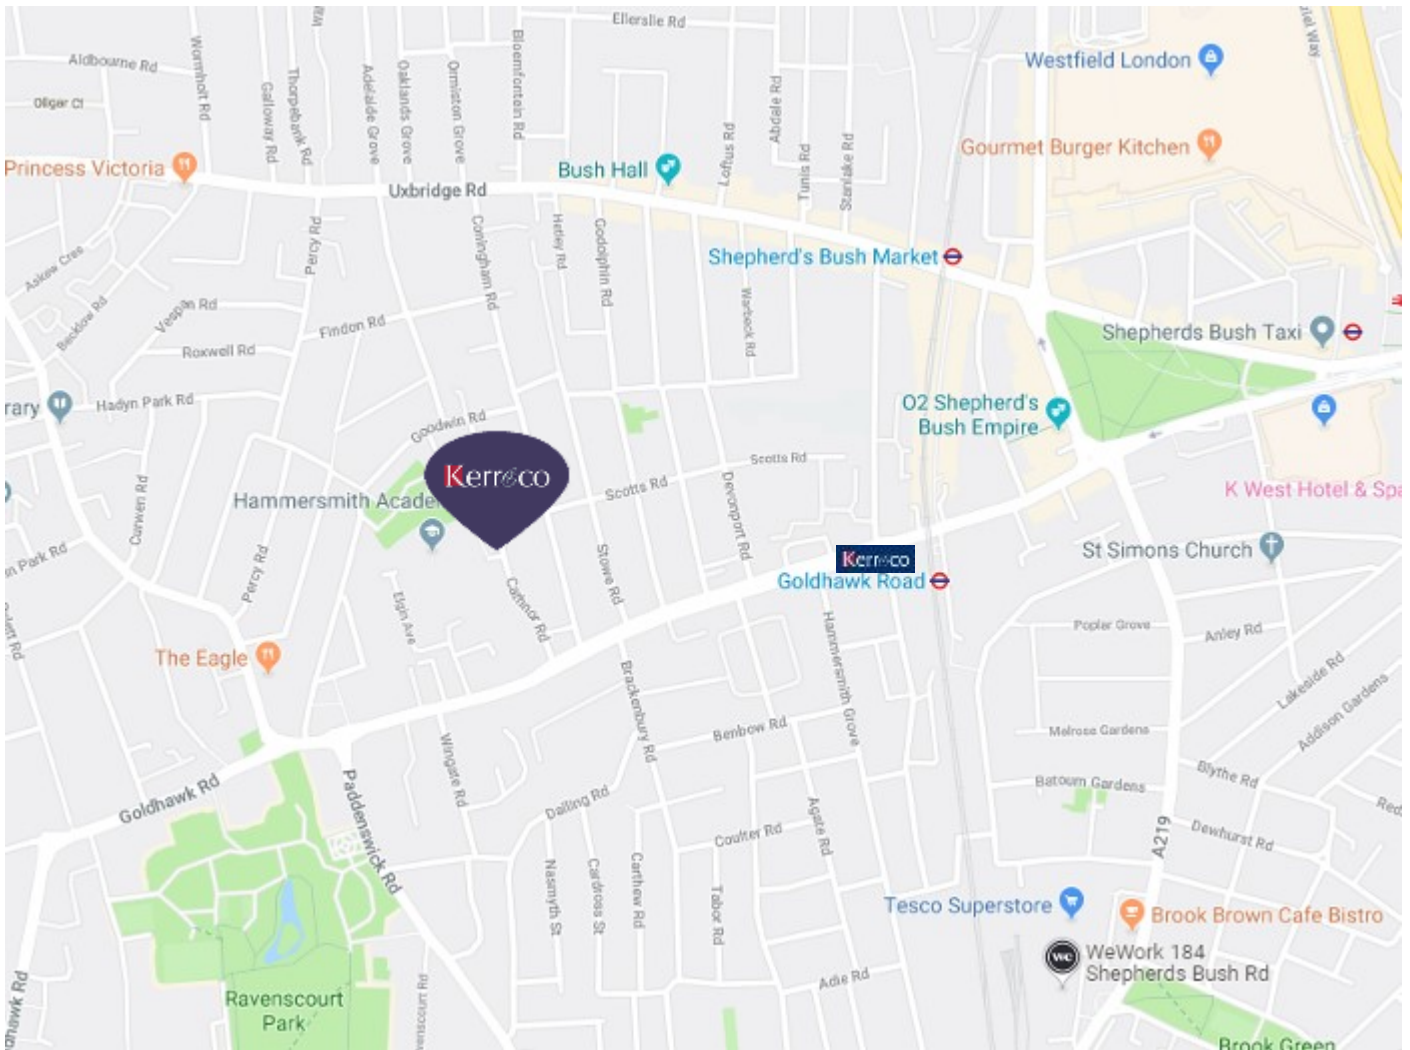 Ellerslie Rd
Aldbourne Rd
Wormholt Rd
Galloway Rd
Thorpebank Rd
Adelaide Grove
Oaklands Grove
Ormiston Grove
Bloemfontein Rd
Abdale Rd
Westfield London
Gourmet Burger Kitchen
Princess Victoria
Uxbridge Rd
Bush Hall
Loftus Rd
Tunis Rd
Stanlake Rd
Askew Cres
Becklow Rd
Percy Rd
Coningham Rd
Hetley Rd
Godolphin Rd
Shepherd's Bush Market
Warbeck Rd
Vespan Rd
Findon Rd
Roxwell Rd
Shepherds Bush Taxi
rary
Hadyn Park Rd
Goodwin Rd
O2 Shepherd's
Bush Empire
Kerr&co
Hammersmith Acade
Scotts Rd
Scotts Rd
Devonport Rd
K West Hotel & Spa
Curwen Rd
n Park Rd
Percy Rd
Elgin Ave
Cathnor Rd
Stowe Rd
Kerr&co
Goldhawk Road
St Simons Church
The Eagle
Brackenbury Rd
Hammersmith Grove
Poplar Grove
Anley Rd
Lakeside Rd
Addison Gardens
Wingate Rd
Benbow Rd
Melrose Gardens
Blythe Rd
Goldhawk Rd
Paddenswick Rd
Dalling Rd
Batoum Gardens
Coulter Rd
Agate Rd
A219
Dewhurst Rd
Nasmyth St
Cardross St
Carthew Rd
Tabor Rd
Tesco Superstore
Brook Brown Cafe Bistro
WeWork 184
Shepherds Bush Rd
Adie Rd
Ravenscourt
Park
Brook Green